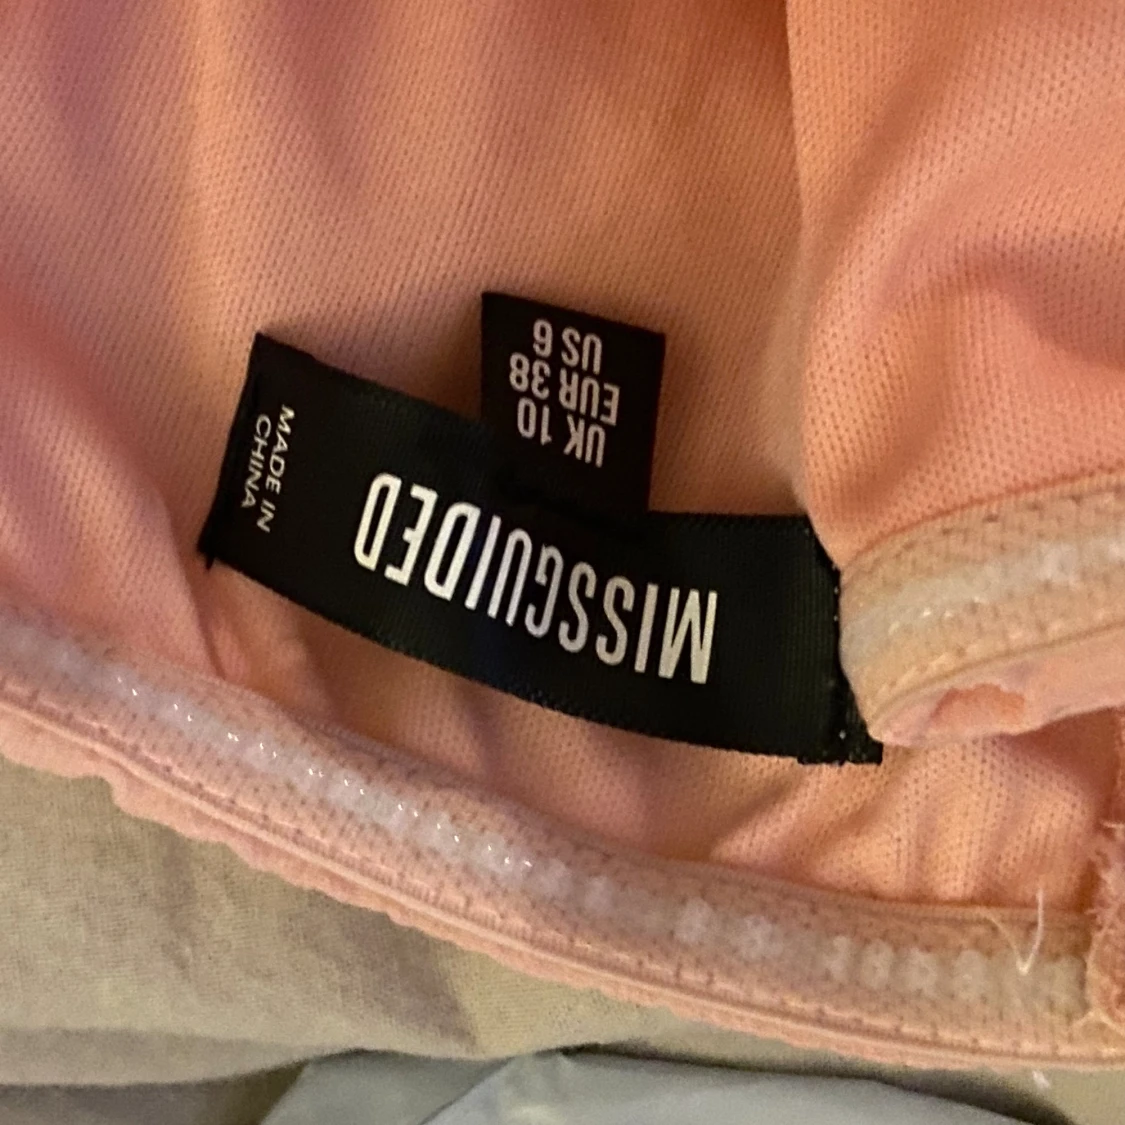 MISSGUIDED
UK 10
EUR 38
US 6
MADE IN
CHINA